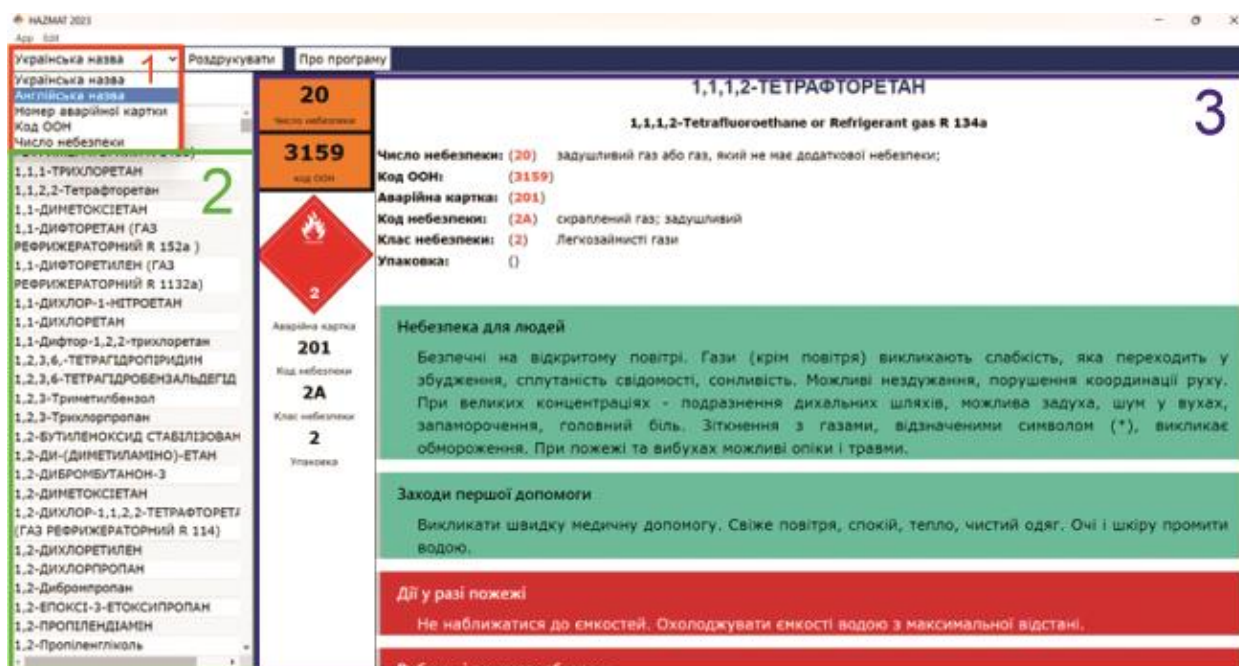 HAZMAT 2023
App Edit
Українська назва
Роздрукувати
Про програму
Українська назва
Англійська назва
Номер аварійної картки
Код ООН
Число небезпеки
1
2
3
1,1,1-ТРИХЛОРЕТАН
1,1,2,2-Тетрафторетан
1,1-ДИМЕТОКСІЕТАН
1,1-ДИФТОРЕТАН (ГАЗ
РЕФРИЖЕРАТОРНИЙ R 152a )
1,1-ДИФТОРЕТИЛЕН (ГАЗ
РЕФРИЖЕРАТОРНИЙ R 1132a)
1,1-ДИХЛОР-1-НІТРОЕТАН
1,1-ДИХЛОРЕТАН
1,1-Дифтор-1,2,2-трихлоретан
1,2,3,6,-ТЕТРАГІДРОПІРИДИН
1,2,3,6-ТЕТРАГІДРОБЕНЗАЛЬДЕГІД
1,2,3-Триметилбензол
1,2,3-Трихлорпропан
1,2-БУТИЛЕНОКСИД СТАБІЛІЗОВАН
1,2-ДИ-(ДИМЕТИЛАМІНО)-ЕТАН
1,2-ДИБРОМБУТАНОН-3
1,2-ДИМЕТОКСІЕТАН
1,2-ДИХЛОР-1,1,2,2-ТЕТРАФТОРЕТА
(ГАЗ РЕФРИЖЕРАТОРНИЙ R 114)
1,2-ДИХЛОРЕТИЛЕН
1,2-ДИХЛОРПРОПАН
1,2-Дибромпропан
1,2-ЕПОКСІ-3-ЕТОКСИПРОПАН
1,2-ПРОПІЛЕНДІАМІН
1,2-Пропіленгліколь
20
Число небезпеки
3159
код ООН
2
Аварійна картка
201
Код небезпеки
2A
Клас небезпеки
2
Упаковка
1,1,1,2-ТЕТРАФТОРЕТАН
1,1,1,2-Tetrafluoroethane or Refrigerant gas R 134a
Число небезпеки: (20) задушливий газ або газ, який не має додаткової небезпеки;
Код ООН: (3159)
Аварійна картка: (201)
Код небезпеки: (2A) скраплений газ; задушливий
Клас небезпеки: (2) Легкозаймисті гази
Упаковка: ()
Небезпека для людей
Безпечні на відкритому повітрі. Гази (крім повітря) викликають слабкість, яка переходить у
збудження, сплутаність свідомості, сонливість. Можливі нездужання, порушення координації руху.
При великих концентраціях - подразнення дихальних шляхів, можлива задуха, шум у вухах,
запаморочення, головний біль. Зіткнення з газами, відзначеними символом (*), викликає
обмороження. При пожежі та вибухах можливі опіки і травми.
Заходи першої допомоги
Викликати швидку медичну допомогу. Свіже повітря, спокій, тепло, чистий одяг. Очі і шкіру промити
водою.
Дії у разі пожежі
Не наближатися до ємкостей. Охолоджувати ємкості водою з максимальної відстані.